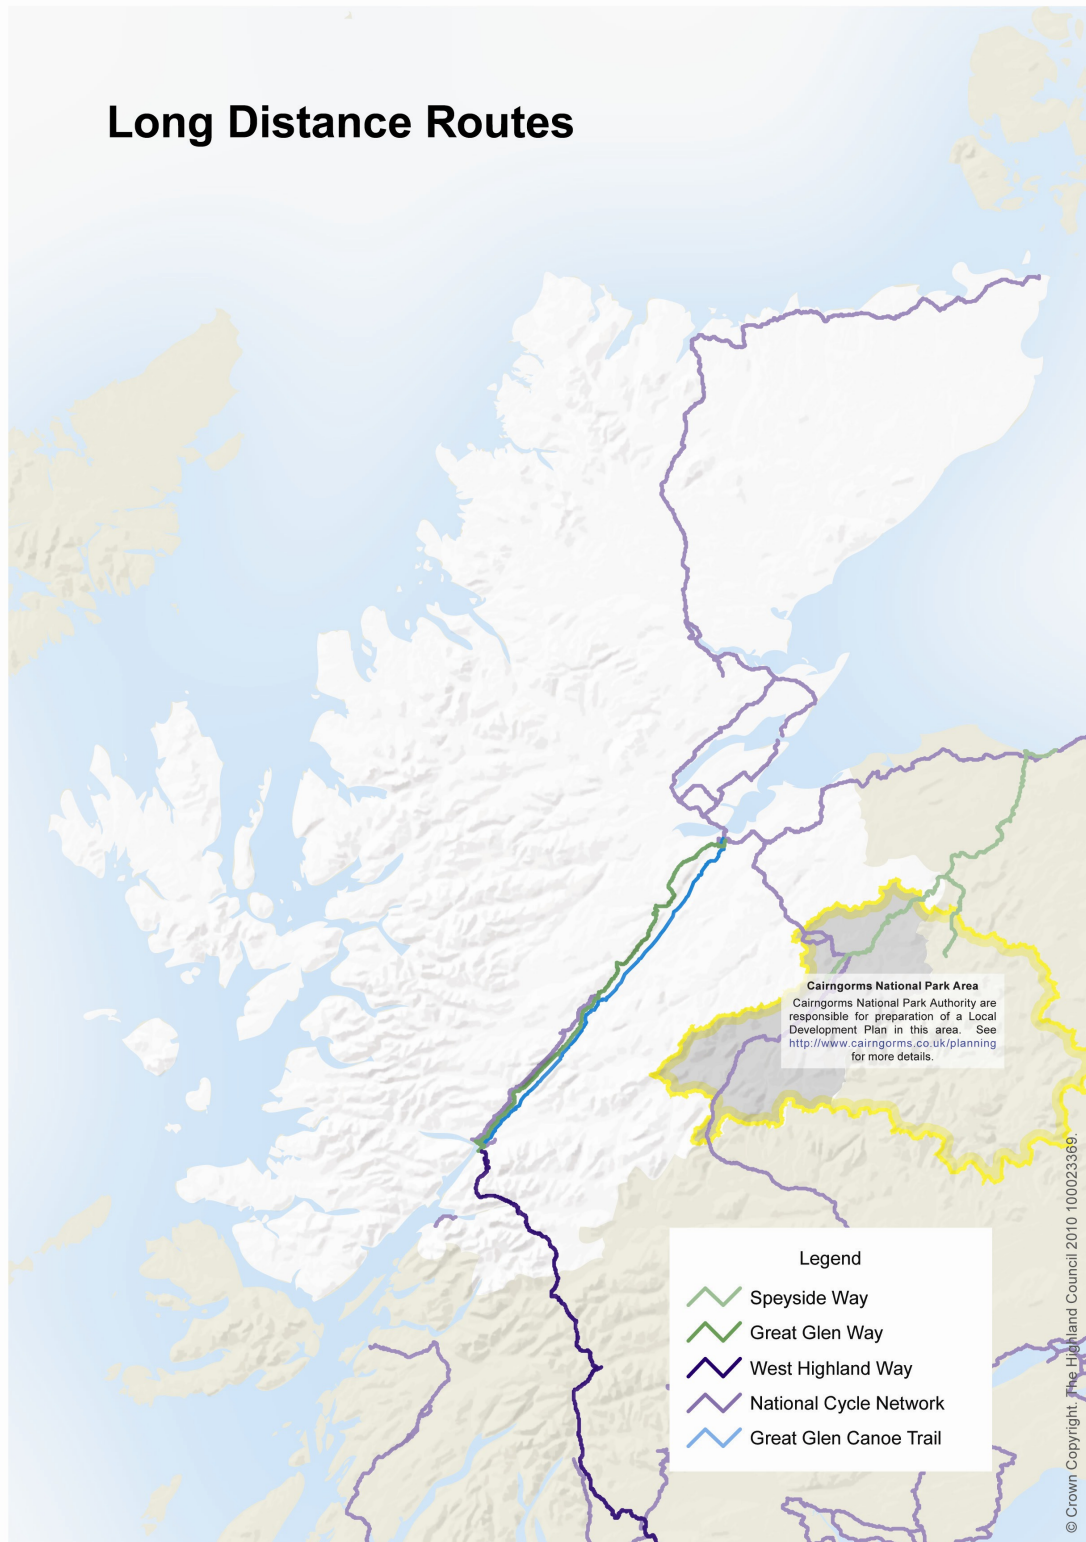 Long Distance Routes
Cairngorms National Park Area
Cairngorms National Park Authority are
responsible for preparation of a Local
Development Plan in this area. See
http://www.cairngorms.co.uk/planning
for more details.
Legend
Speyside Way
Great Glen Way
West Highland Way
National Cycle Network
Great Glen Canoe Trail
© Crown Copyright. The Highland Council 2010 100023369.